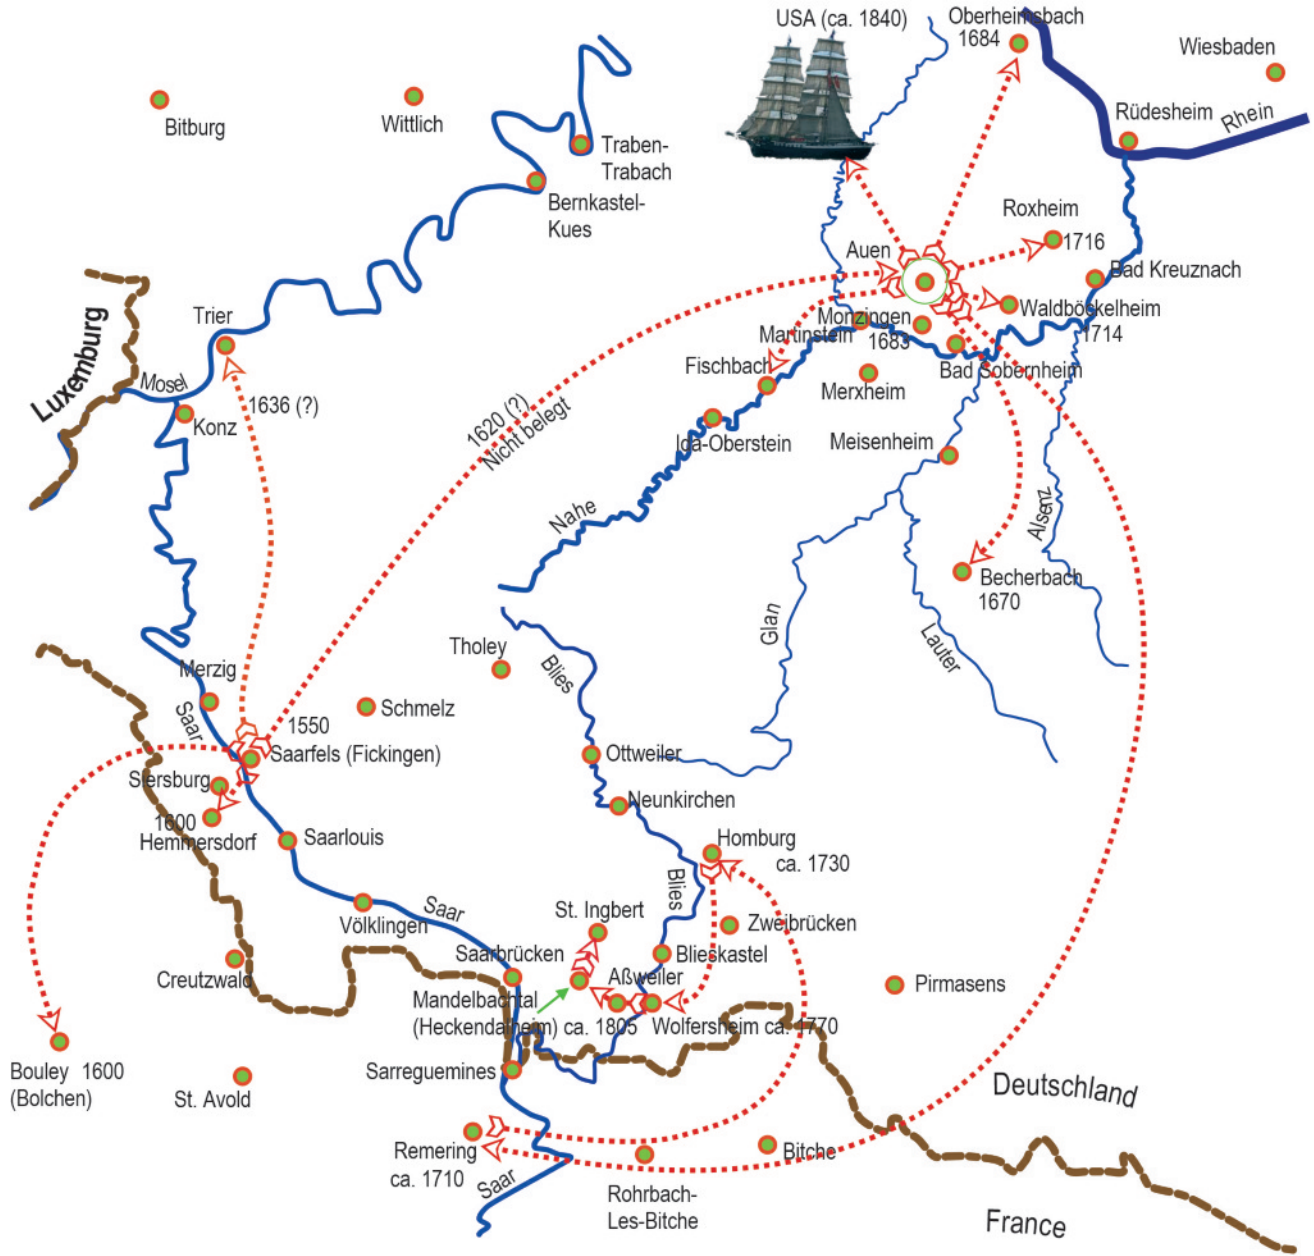 USA (ca. 1840)
Oberheimsbach
1684
Wiesbaden
Bitburg
Wittlich
Rüdesheim
Rhein
Traben-
Trabach
Bernkastel-
Kues
Roxheim
1716
Auen
Bad Kreuznach
Trier
Luxemburg
Monzingen
1683
Waldböckelheim
1714
Martinstein
Mosel
Fischbach
Merxheim
Bad Sobernheim
Konz
1636 (?)
1620 (?)
Nicht belegt
Ida-Oberstein
Meisenheim
Nahe
Alsenz
Becherbach
1670
Glan
Lauter
Tholey
Blies
Merzig
Saar
Schmelz
1550
Saarfels (Fickingen)
Ottweiler
Siersburg
1600
Hemmersdorf
Neunkirchen
Saarlouis
Homburg
ca. 1730
Blies
Völklingen
Saar
St. Ingbert
Zweibrücken
Creutzwald
Saarbrücken
Aßweiler
Blieskastel
Pirmasens
Mandelbachtal
(Heckendalheim) ca. 1805
Wolfersheim ca. 1770
Bouley 1600
(Bolchen)
St. Avold
Sarreguemines
Deutschland
Remering
ca. 1710
Saar
Bitche
Rohrbach-
Les-Bitche
France